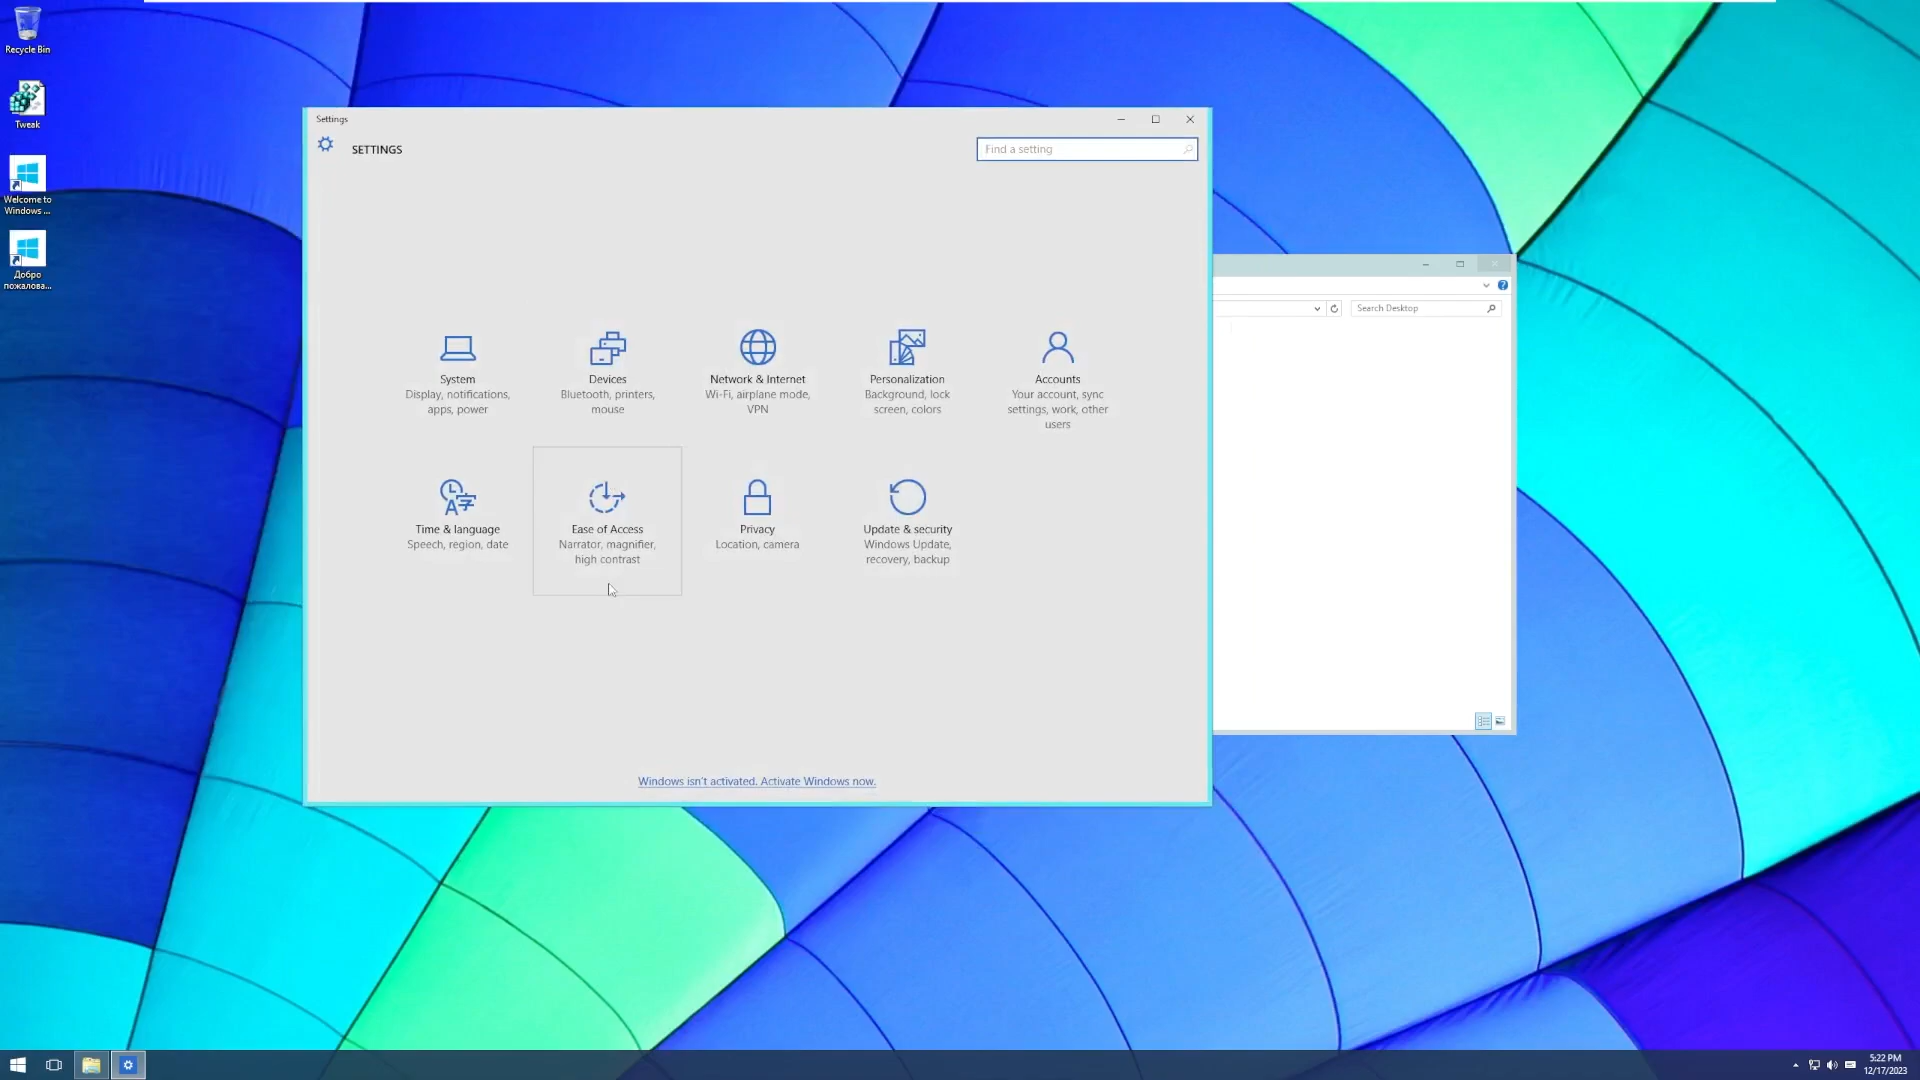 Recycle Bin
Tweak
Welcome to
Windows ...
Добро
пожалова...
Settings
SETTINGS
Find a setting
System
Display, notifications,
apps, power
Devices
Bluetooth, printers,
mouse
Network & Internet
Wi-Fi, airplane mode,
VPN
Personalization
Background, lock
screen, colors
Accounts
Your account, sync
settings, work, other
users
Time & language
Speech, region, date
Ease of Access
Narrator, magnifier,
high contrast
Privacy
Location, camera
Update & security
Windows Update,
recovery, backup
Windows isn't activated. Activate Windows now.
Search Desktop
5:22 PM
12/17/2023